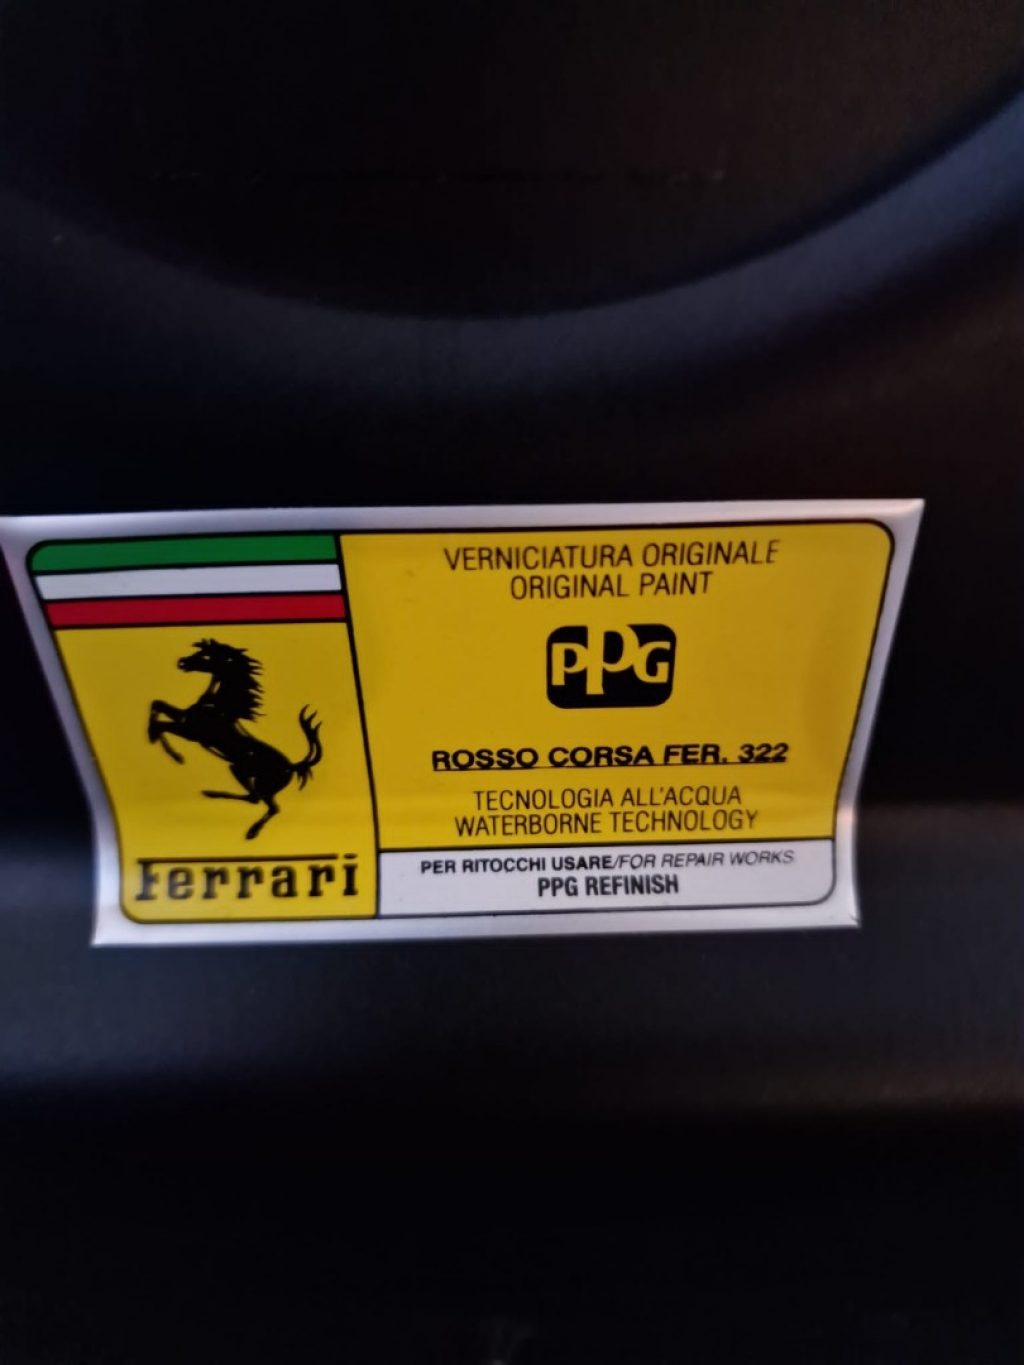 VERNICIATURA ORIGINALE
ORIGINAL PAINT
PPG
ROSSO CORSA FER. 322
TECNOLOGIA ALL'ACQUA
WATERBORNE TECHNOLOGY
PER RITOCCHI USARE/FOR REPAIR WORKS
PPG REFINISH
Ferrari